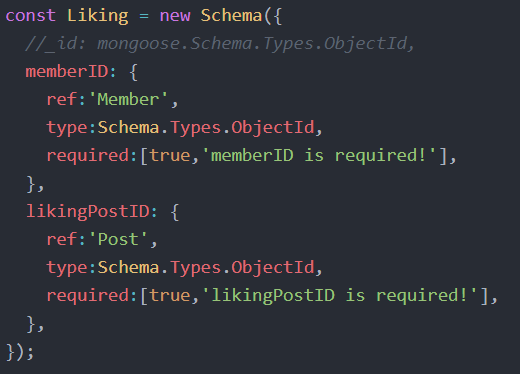 const Liking = new Schema({
  //_id: mongoose.Schema.Types.ObjectId,
  memberID: {
    ref:'Member',
    type:Schema.Types.ObjectId,
    required:[true,'memberID is required!'],
  },
  likingPostID: {
    ref:'Post',
    type:Schema.Types.ObjectId,
    required:[true,'likingPostID is required!'],
  },
});